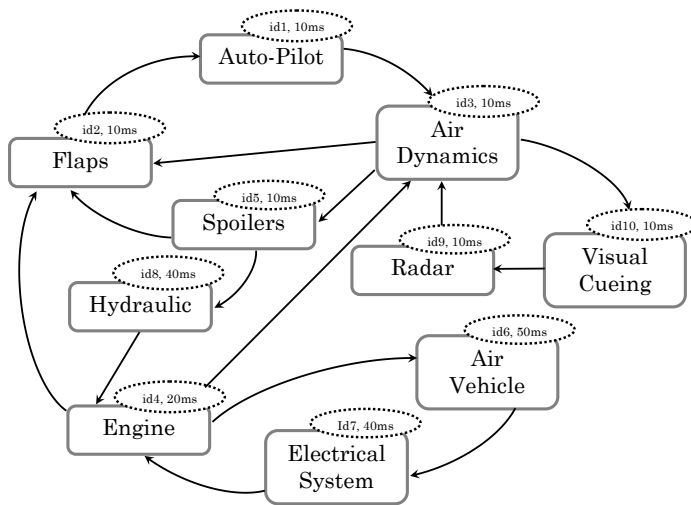 id1, 10ms
Auto-Pilot
id2, 10ms
Flaps
id3, 10ms
Air
Dynamics
id5, 10ms
Spoilers
id8, 40ms
Hydraulic
id9, 10ms
Radar
id10, 10ms
Visual
Cueing
id6, 50ms
Air
Vehicle
id4, 20ms
Engine
Id7, 40ms
Electrical
System